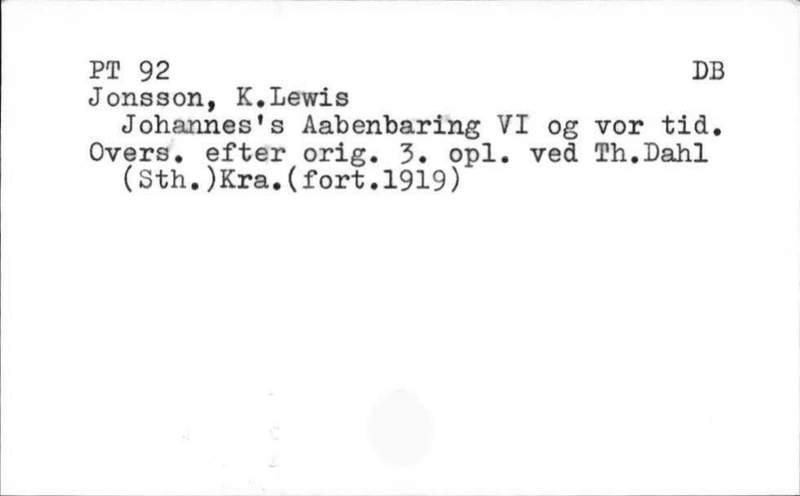 PT 92 DB
Jonsson, K.Lewis
Johannes's Aabenbaring VI og vor tid.
Overs. efter orig. 3. opl. ved Th.Dahl
(Sth.)Kra.(fort.1919)